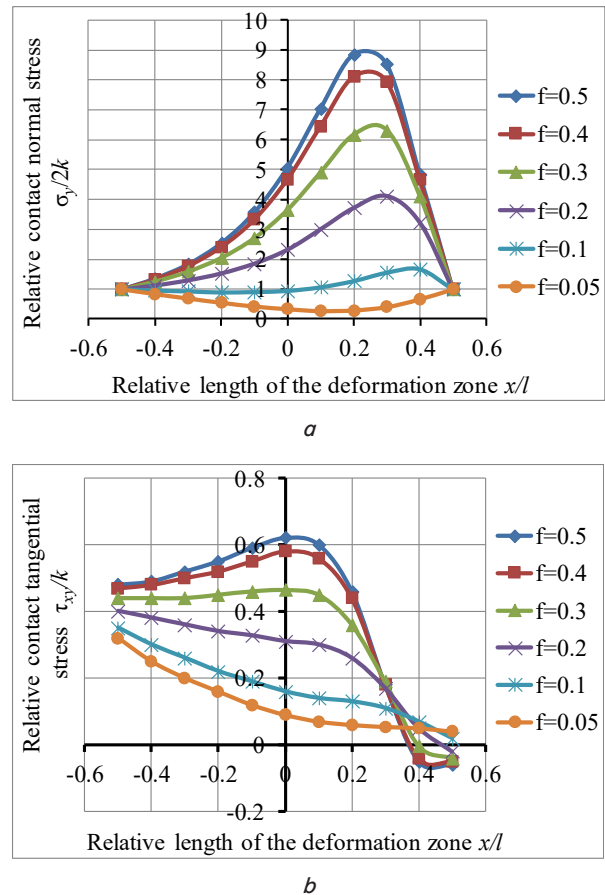 Relative contact normal stress
σy/2k
10
9
8
7
6
5
4
3
2
1
0
-0.6 -0.4 -0.2 0 0.2 0.4 0.6
Relative length of the deformation zone x/l
f=0.5
f=0.4
f=0.3
f=0.2
f=0.1
f=0.05
a
Relative contact tangential
stress τxy/k
0.8
0.6
0.4
0.2
0
-0.2
-0.6 -0.4 -0.2 0 0.2 0.4 0.6
Relative length of the deformation zone x/l
f=0.5
f=0.4
f=0.3
f=0.2
f=0.1
f=0.05
b